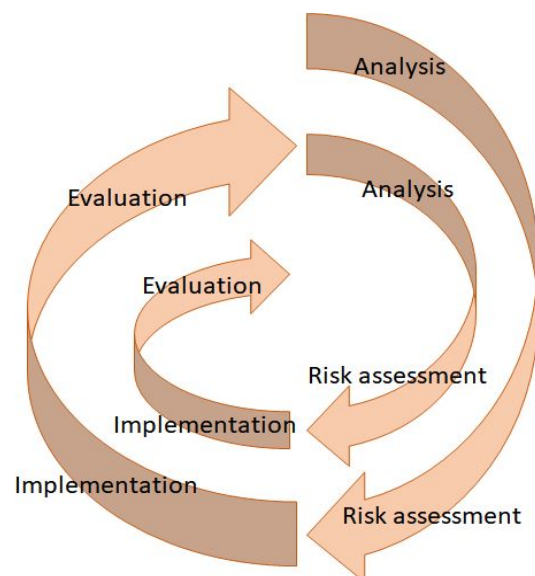 Analysis
Evaluation
Analysis
Evaluation
Risk assessment
Implementation
Implementation
Risk assessment